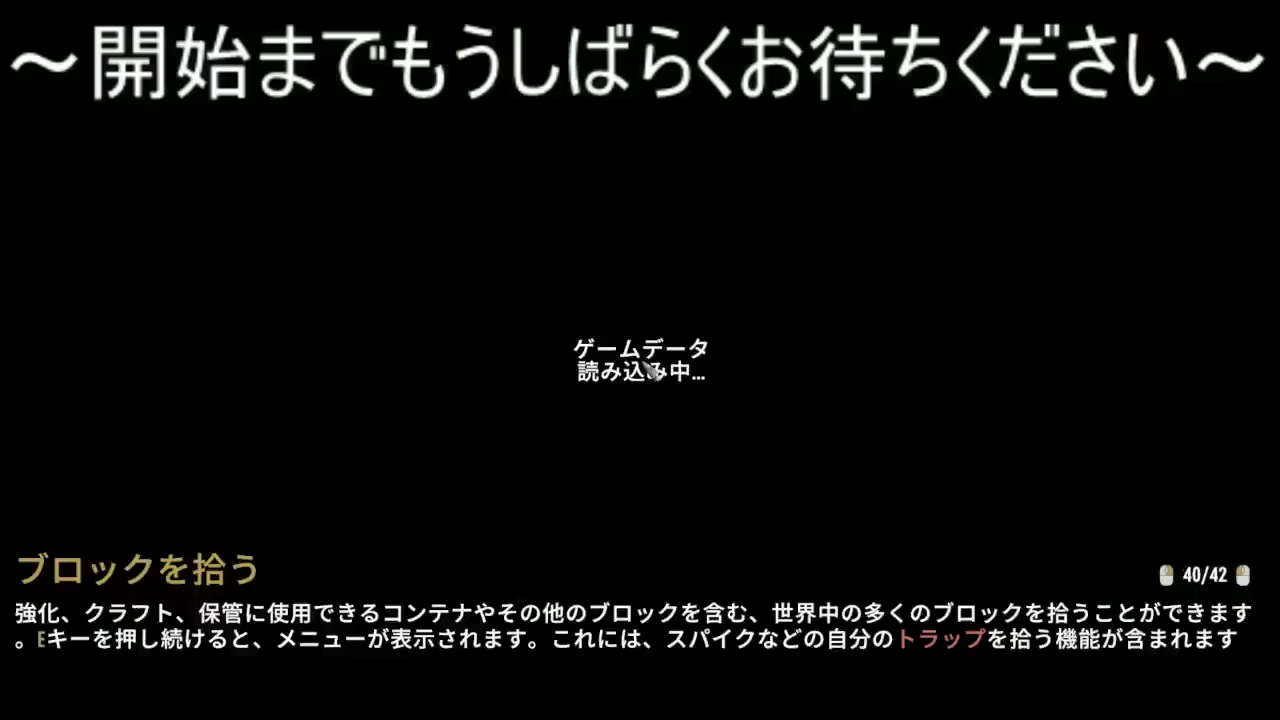 ～開始までもうしばらくお待ちください～
ゲームデータ
読み込み中...
ブロックを拾う
40/42
強化、クラフト、保管に使用できるコンテナやその他のブロックを含む、世界中の多くのブロックを拾うことができます
。Eキーを押し続けると、メニューが表示されます。これには、スパイクなどの自分のトラップを拾う機能が含まれます